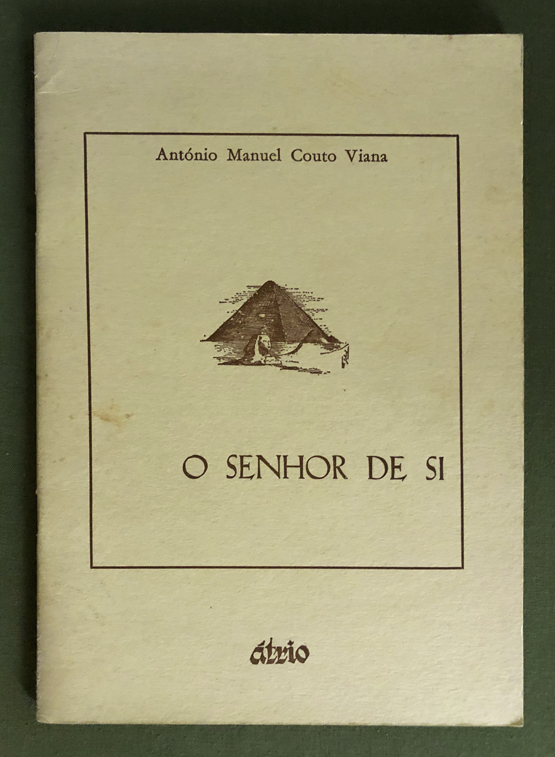 António Manuel Couto Viana
O SENHOR DE SI
átrio